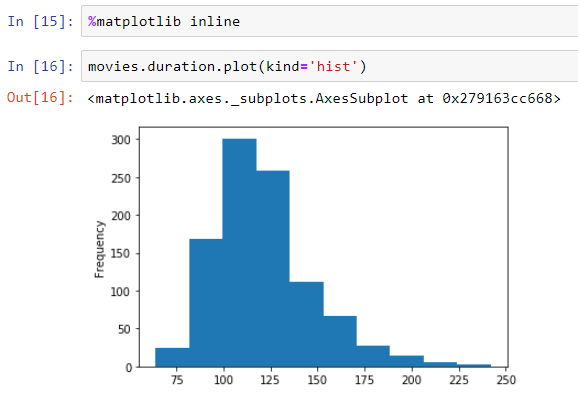 In [15]: %matplotlib inline
In [16]: movies.duration.plot(kind='hist')
Out[16]: <matplotlib.axes._subplots.AxesSubplot at 0x279163cc668>
300
250
200
150
100
50
0
Frequency
75 100 125 150 175 200 225 250